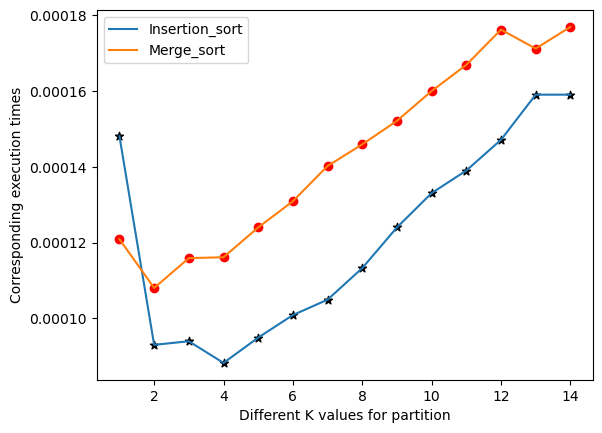 Insertion_sort
Merge_sort
0.00018
0.00016
0.00014
0.00012
0.00010
Corresponding execution times
2 4 6 8 10 12 14
Different K values for partition